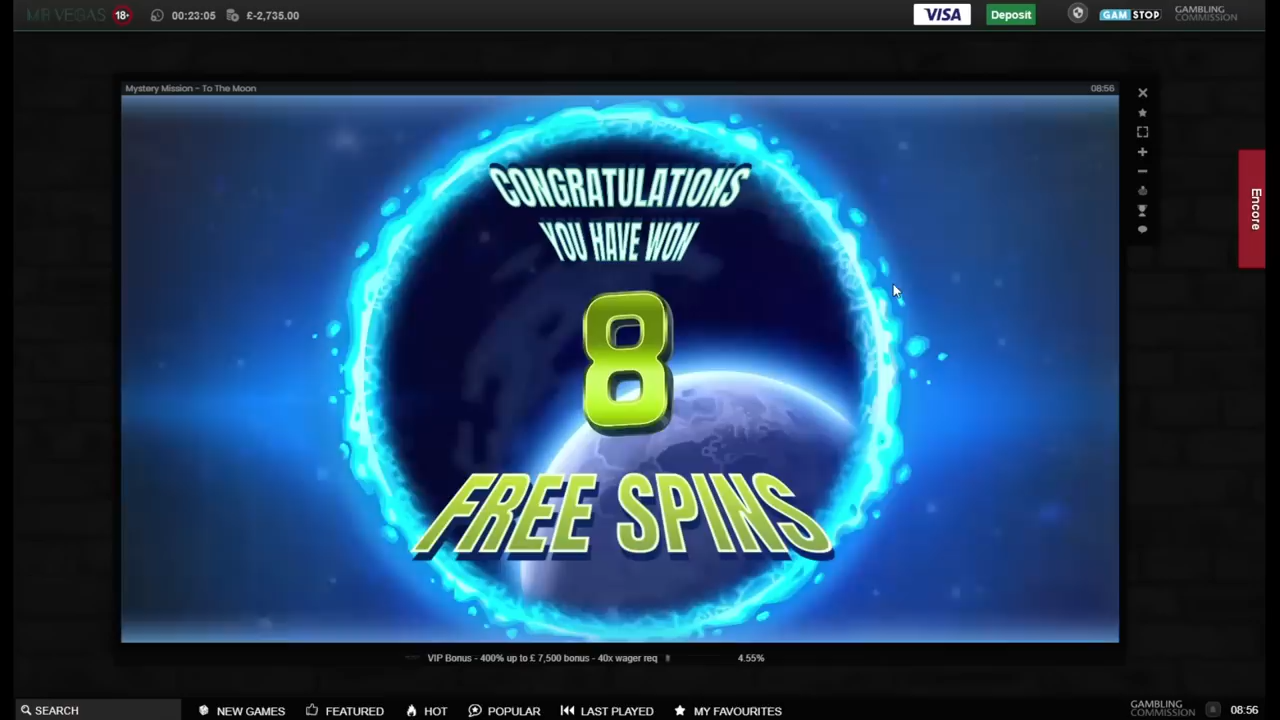 MR VEGAS 18+ 00:23:05 £-2,735.00 VISA Deposit GAMSTOP GAMBLING COMMISSION
Mystery Mission - To The Moon 08:56
CONGRATULATIONS
YOU HAVE WON
8
FREE SPINS
Encore
VIP Bonus - 400% up to £ 7,500 bonus - 40x wager req 4.55%
SEARCH NEW GAMES FEATURED HOT POPULAR LAST PLAYED MY FAVOURITES GAMBLING COMMISSION 08:56